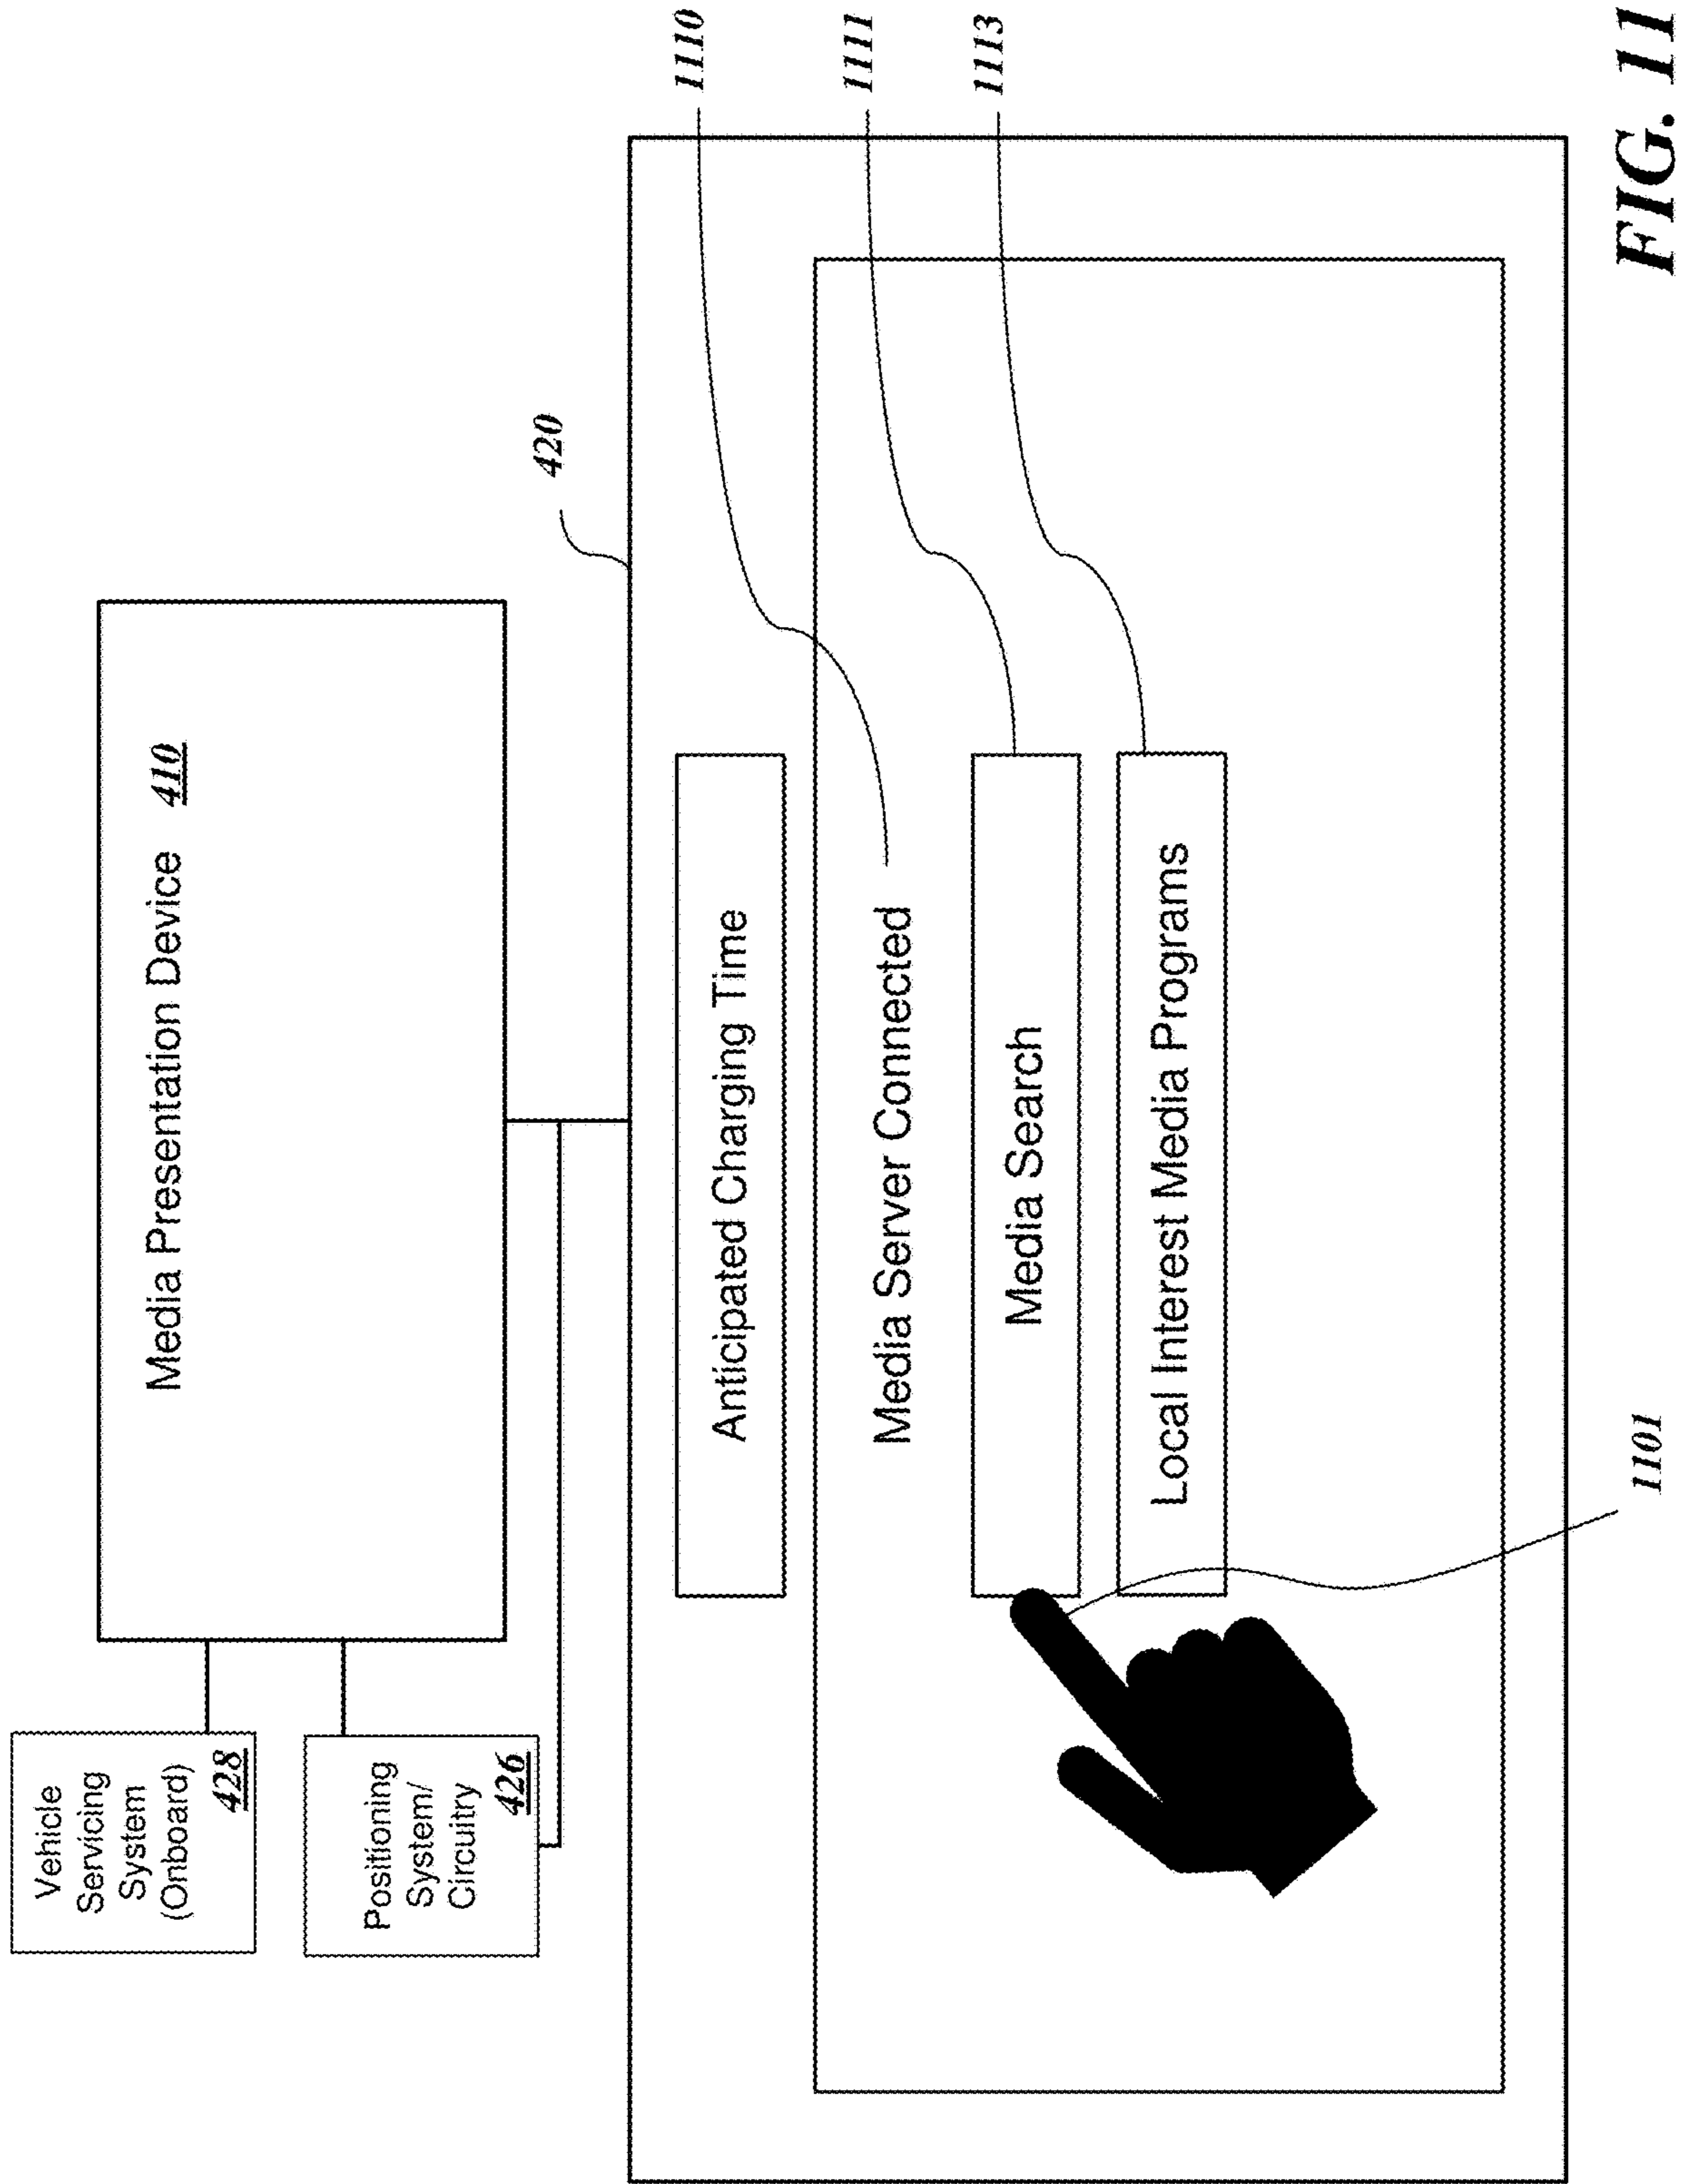 Vehicle
Servicing
System
(Onboard)
428
Media Presentation Device 410
Positioning
System/
Circuitry
426
420
Anticipated Charging Time
1110
Media Server Connected
1111
Media Search
1113
Local Interest Media Programs
1101
FIG. 11